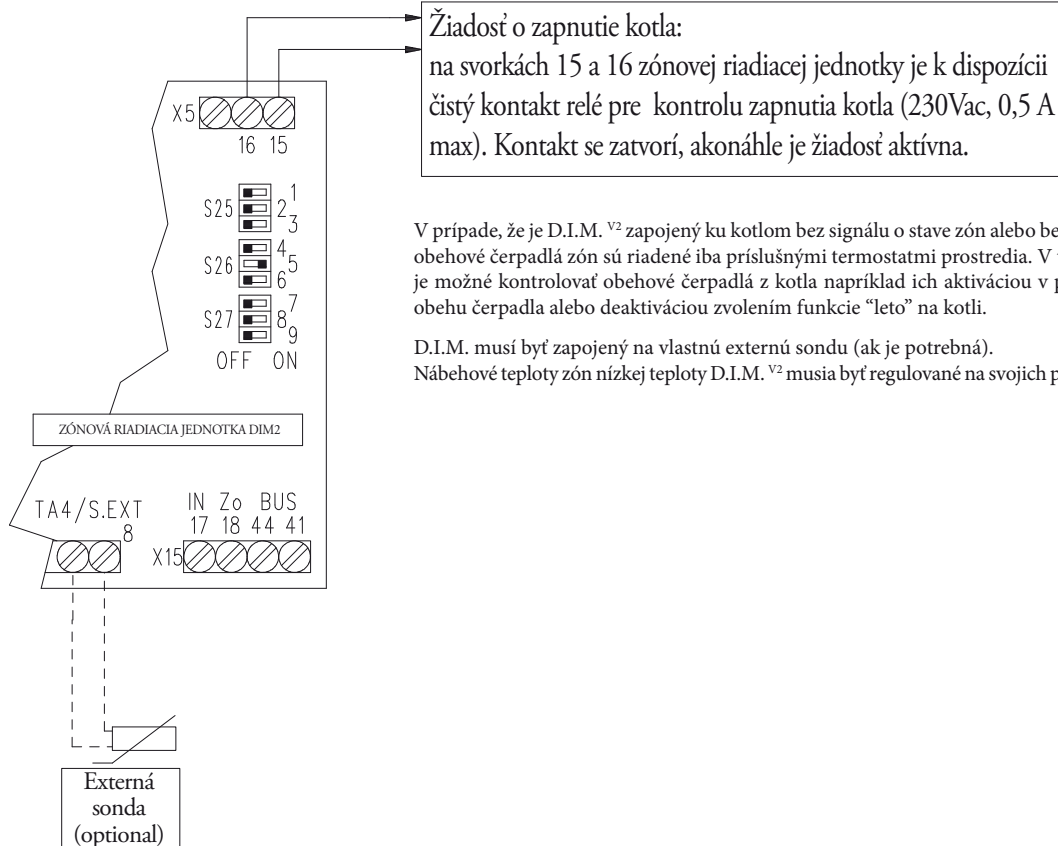 Žiadosť o zapnutie kotla:
na svorkách 15 a 16 zónovej riadiacej jednotky je k dispozícii
čistý kontakt relé pre kontrolu zapnutia kotla (230Vac, 0,5 A
max). Kontakt se zatvorí, akonáhle je žiadosť aktívna.
X5
16 15
S25
1
2
3
S26
4
5
6
S27
7
8
9
OFF ON
V prípade, že je D.I.M. V2 zapojený ku kotlom bez signálu o stave zón alebo
obehové čerpadlá zón sú riadené iba príslušnými termostatmi prostredia. V
je možné kontrolovať obehové čerpadlá z kotla napríklad ich aktiváciou v
obehu čerpadla alebo deaktiváciou zvolením funkcie “leto” na kotli.
D.I.M. musí byť zapojený na vlastnú externú sondu (ak je potrebná).
Nábehové teploty zón nízkej teploty D.I.M. V2 musia byť regulované na svojich
ZÓNOVÁ RIADIACIA JEDNOTKA DIM2
TA4/S.EXT
8
IN Zo BUS
17 18 44 41
X15
Externá
sonda
(optional)